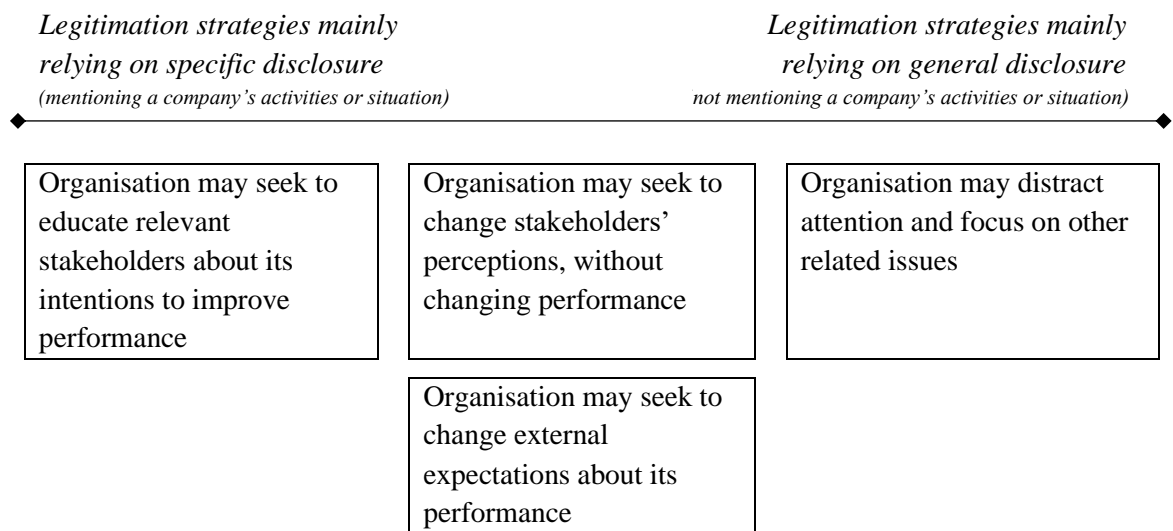 Legitimation strategies mainly
relying on specific disclosure
(mentioning a company's activities or situation)
Legitimation strategies mainly
relying on general disclosure
not mentioning a company's activities or situation)
Organisation may seek to
educate relevant
stakeholders about its
intentions to improve
performance
Organisation may seek to
change stakeholders'
perceptions, without
changing performance
Organisation may distract
attention and focus on other
related issues
Organisation may seek to
change external
expectations about its
performance